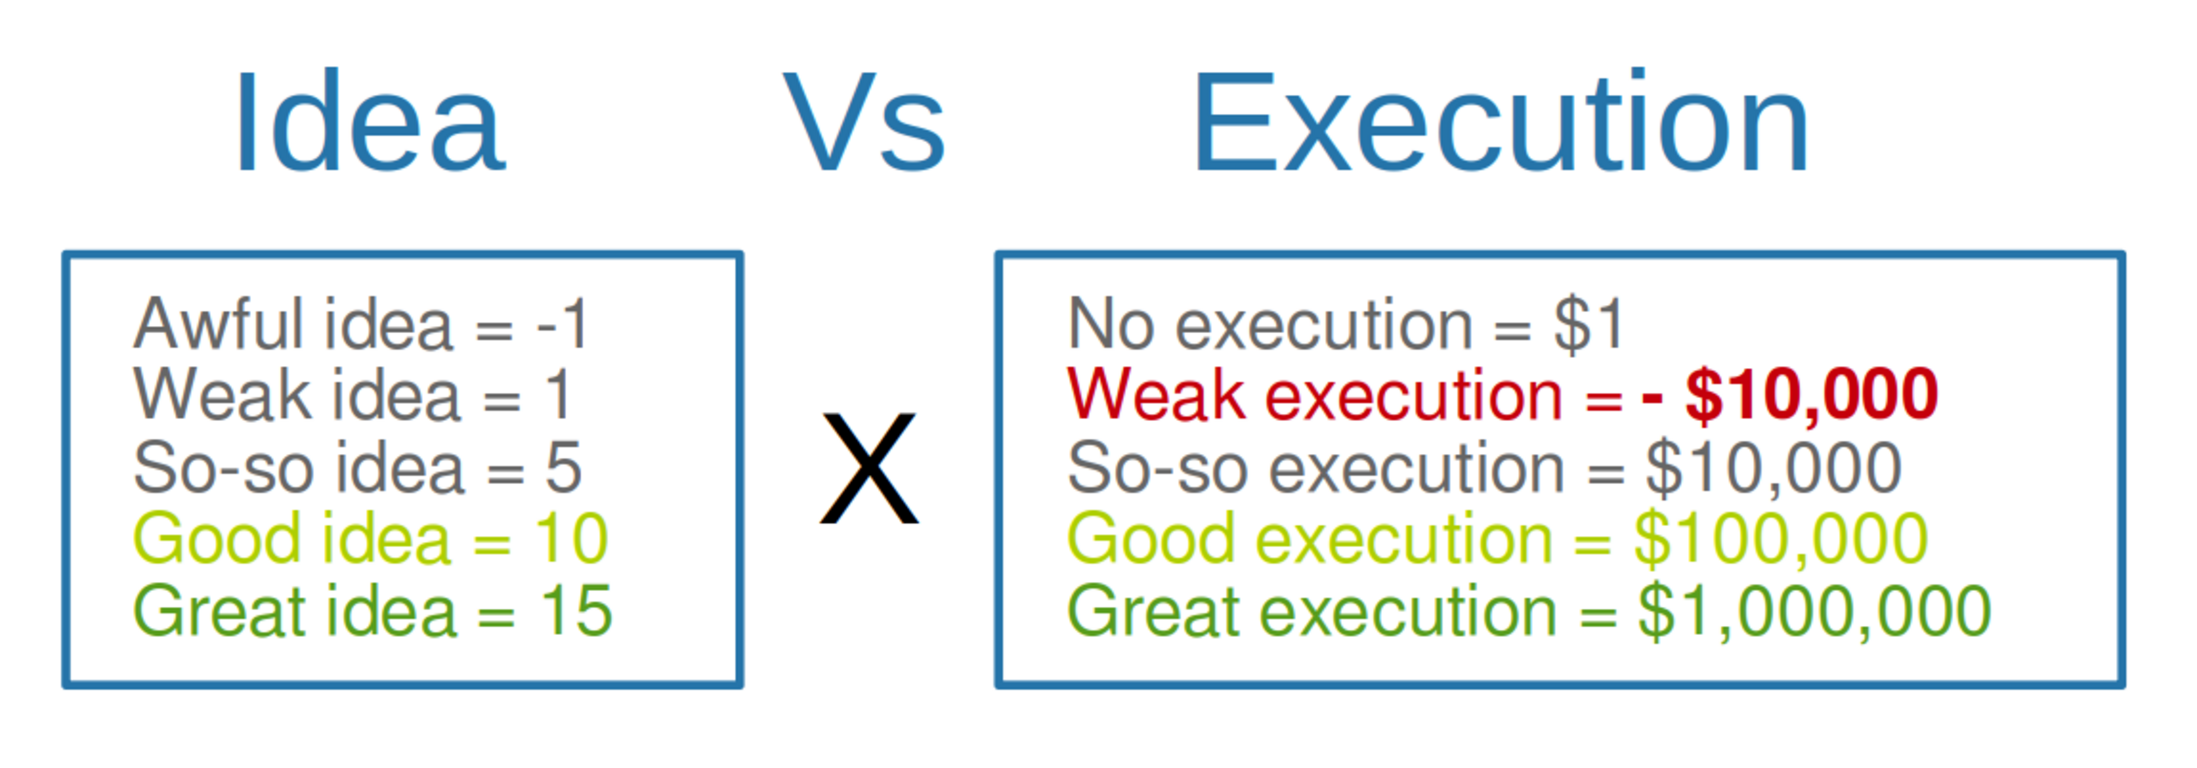 Idea Vs Execution
Awful idea = -1
Weak idea = 1
So-so idea = 5
Good idea = 10
Great idea = 15
X
No execution = $1
Weak execution = - $10,000
So-so execution = $10,000
Good execution = $100,000
Great execution = $1,000,000